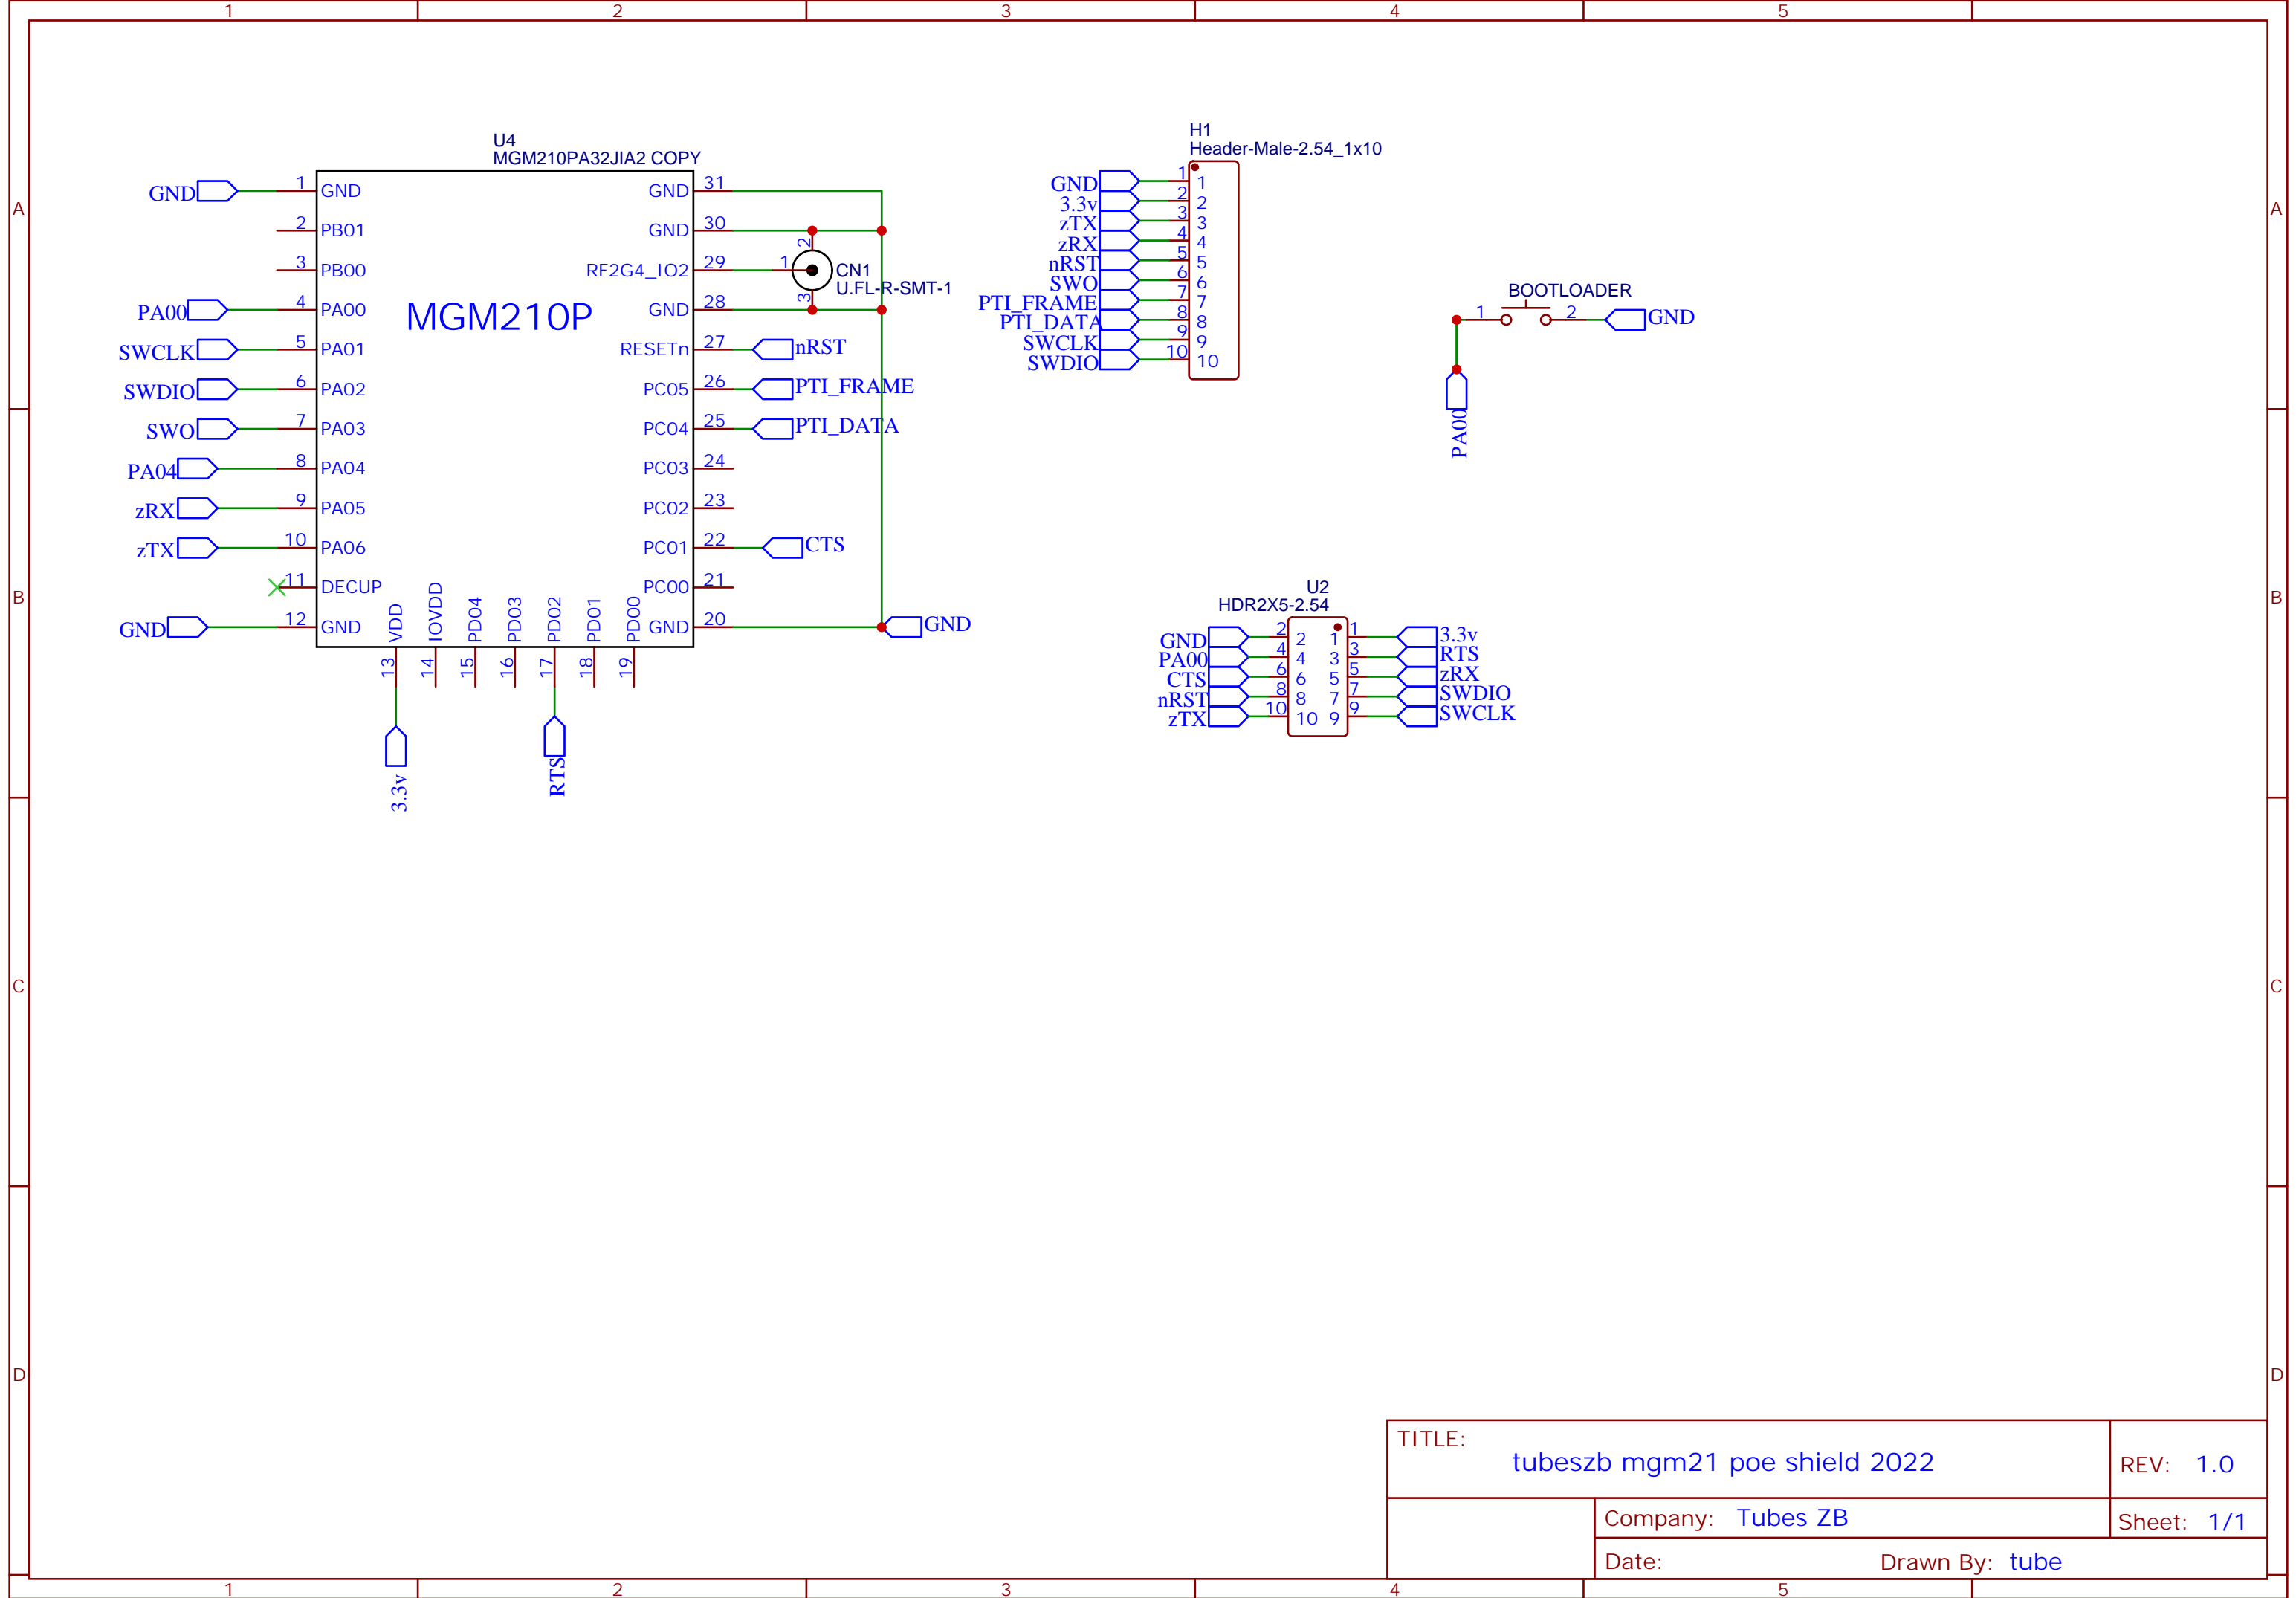 1 2 3 4 5
A A
B B
C C
D D
1 2 3 4 5
U4
MGM210PA32JIA2 COPY
MGM210P
GND 1 GND
2 PB01
3 PB00
PA00 4 PA00
SWCLK 5 PA01
SWDIO 6 PA02
SWO 7 PA03
PA04 8 PA04
zRX 9 PA05
zTX 10 PA06
11 DECUP
GND 12 GND
VDD 13 3.3v
IOVDD 14
PD04 15
PD03 16
PD02 17 RTS
PD01 18
PD00 19
GND 31
GND 30
RF2G4_IO2 29
GND 28
RESETn 27 nRST
PC05 26 PTI_FRAME
PC04 25 PTI_DATA
PC03 24
PC02 23
PC01 22 CTS
PC00 21
GND 20 GND
2
1 CN1
U.FL-R-SMT-1
3
H1
Header-Male-2.54_1x10
GND 1 1
3.3v 2 2
zTX 3 3
zRX 4 4
nRST 5 5
SWO 6 6
PTI_FRAME 7 7
PTI_DATA 8 8
SWCLK 9 9
SWDIO 10 10
BOOTLOADER
1 2 GND
PA00
U2
HDR2X5-2.54
GND 2 2 1 1 3.3v
PA00 4 4 3 3 RTS
CTS 6 6 5 5 zRX
nRST 8 8 7 7 SWDIO
zTX 10 10 9 9 SWCLK
TITLE:
tubeszb mgm21 poe shield 2022
REV: 1.0
Company: Tubes ZB
Sheet: 1/1
Date: Drawn By: tube